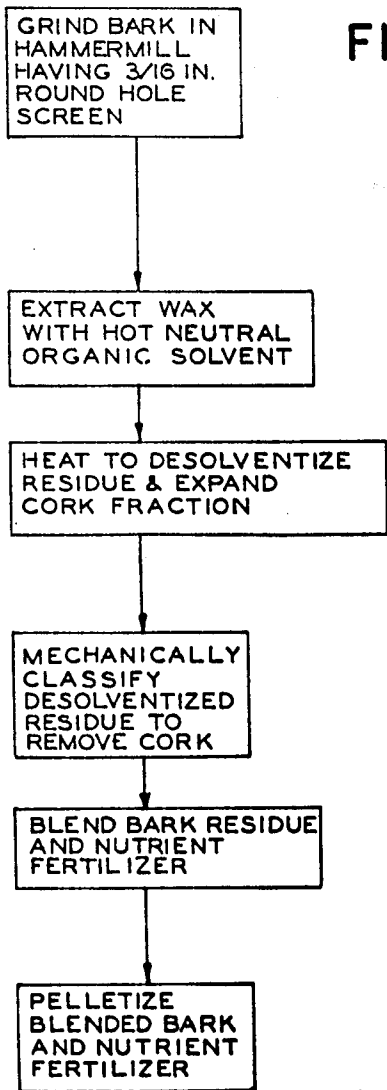 GRIND BARK IN
HAMMERMILL
HAVING 3/16 IN.
ROUND HOLE
SCREEN
EXTRACT WAX
WITH HOT NEUTRAL
ORGANIC SOLVENT
HEAT TO DESOLVENTIZE
RESIDUE & EXPAND
CORK FRACTION
MECHANICALLY
CLASSIFY
DESOLVENTIZED
RESIDUE TO
REMOVE CORK
BLEND BARK RESIDUE
AND NUTRIENT
FERTILIZER
PELLETIZE
BLENDED BARK
AND NUTRIENT
FERTILIZER